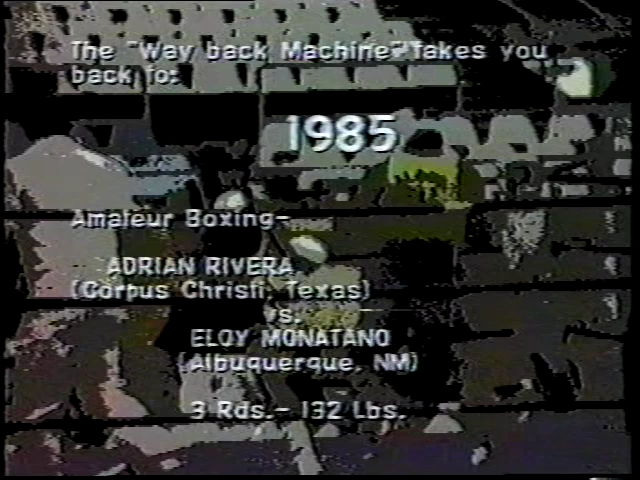 The "Way back Machine" Takes you
back to:
1985
Amateur Boxing-
ADRIAN RIVERA
(Corpus Christi, Texas)
vs.
ELOY MONATANO
(Albuquerque, NM)
3 Rds.- 132 Lbs.